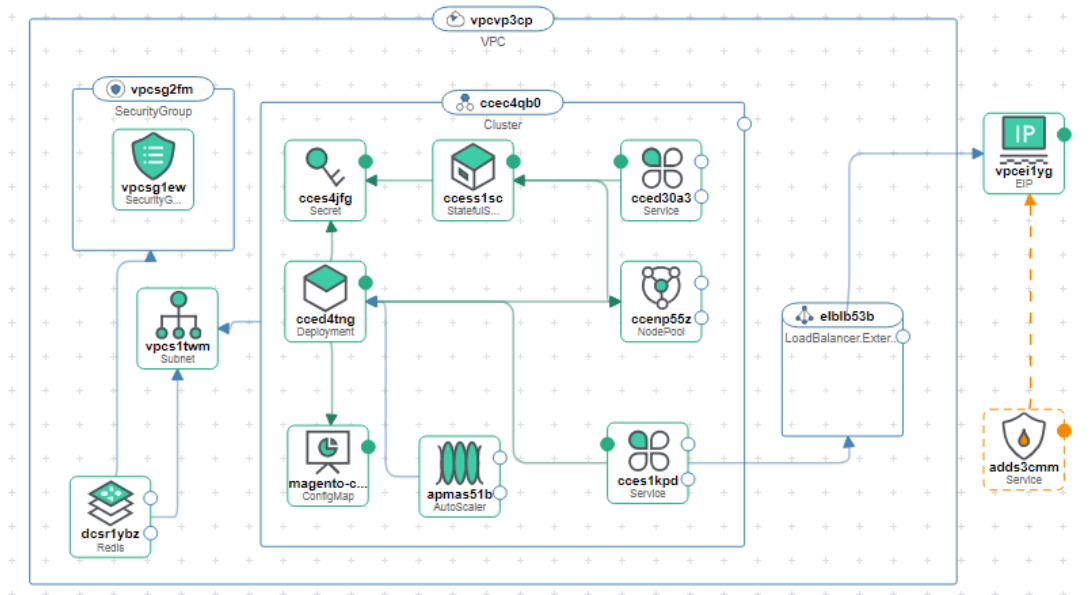 vpcvp3cp
VPC
vpcsg2fm
SecurityGroup
vpcsg1ew
SecurityG...
ccec4qb0
Cluster
cces4jfg
Secret
ccess1sc
StatefulS...
cced30a3
Service
IP
vpcei1yg
EIP
cced4tng
Deployment
ccenp55z
NodePool
vpcs1twm
Subnet
elblb53b
LoadBalancer.Exter...
magento-c...
ConfigMap
apmas51b
AutoScaler
cces1kpd
Service
adds3cmm
Service
dcsr1ybz
Redis